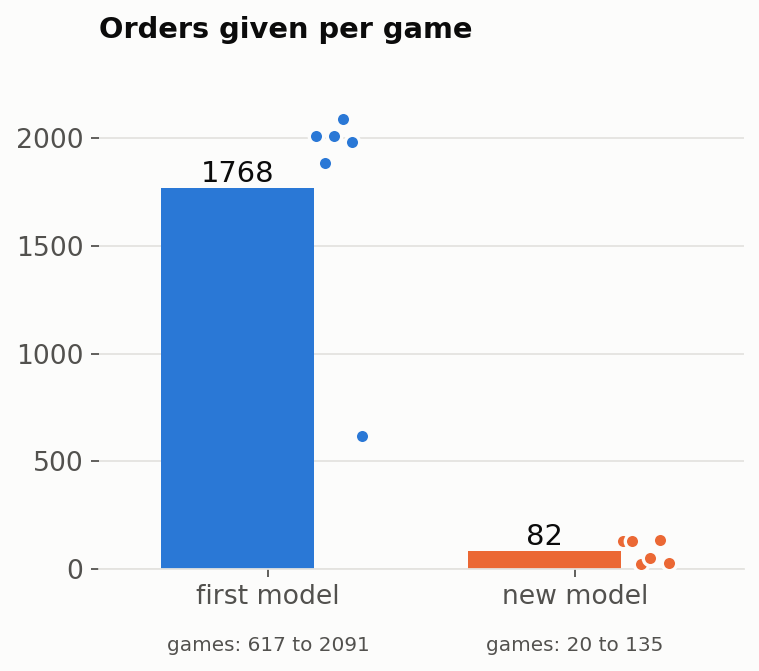 Orders given per game
2000
1500
1000
500
0
1768
82
first model
new model
games: 617 to 2091
games: 20 to 135